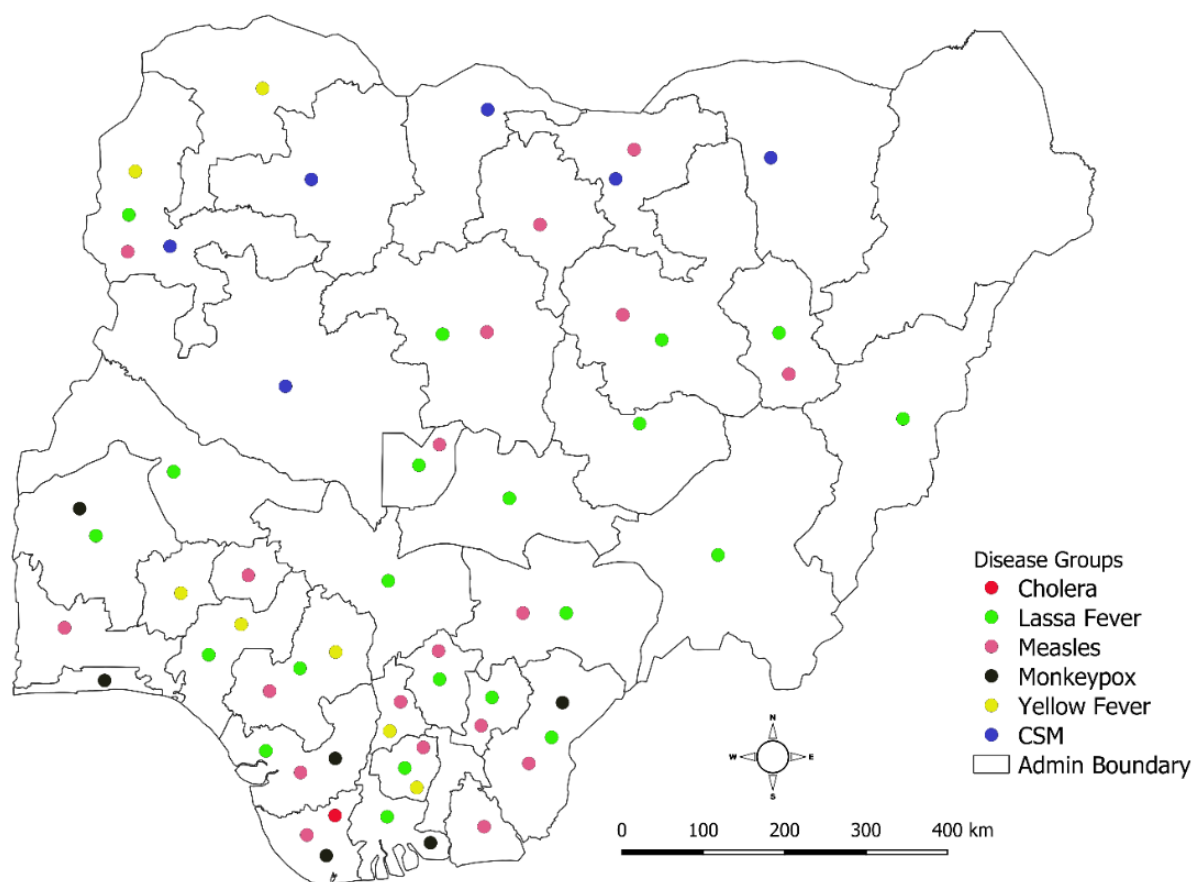 Disease Groups
Cholera
Lassa Fever
Measles
Monkeypox
Yellow Fever
CSM
Admin Boundary
N
W E
S
0 100 200 300 400 km